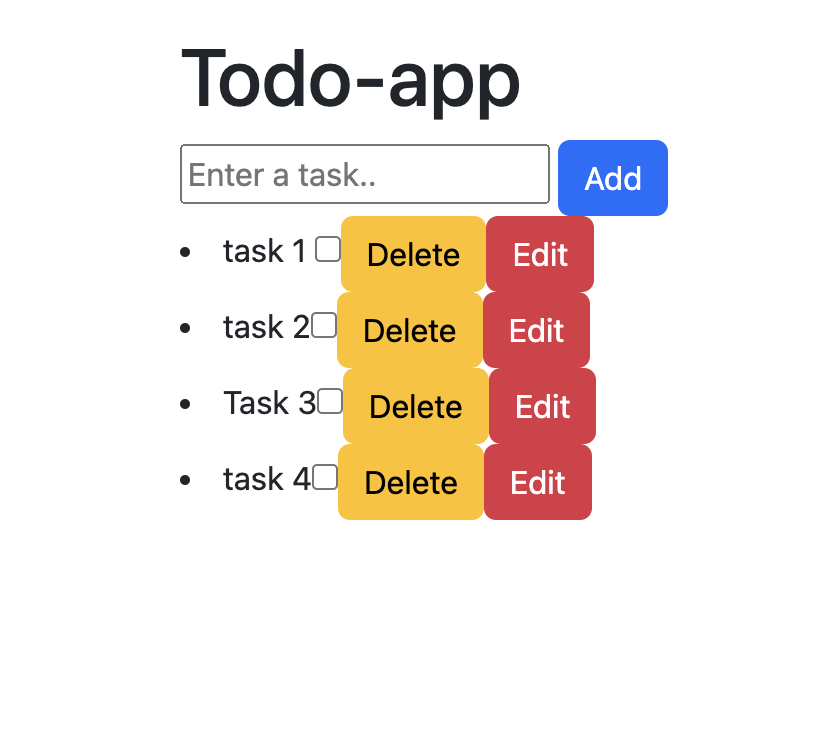 Todo-app
Enter a task.. Add
task 1 Delete Edit
task 2 Delete Edit
Task 3 Delete Edit
task 4 Delete Edit